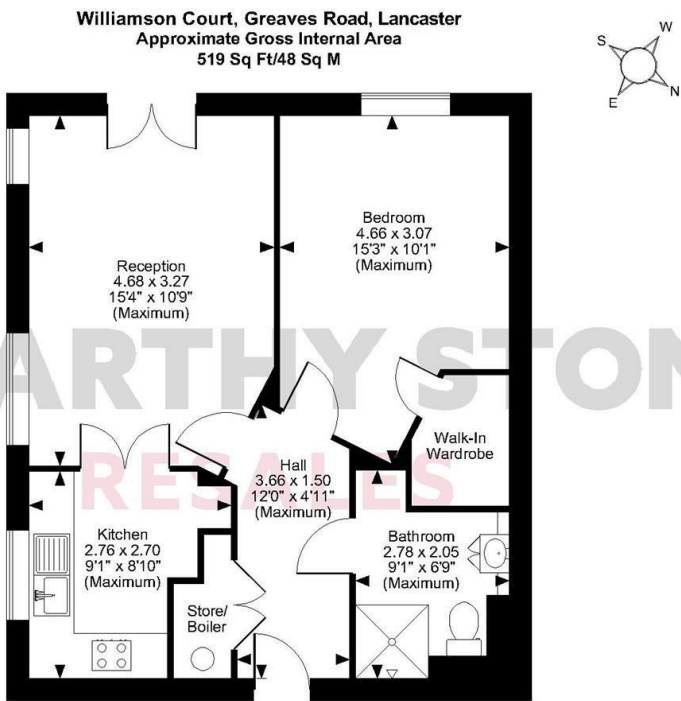 Williamson Court, Greaves Road, Lancaster
Approximate Gross Internal Area
519 Sq Ft/48 Sq M
S
W
E
N
Bedroom
4.66 x 3.07
15'3" x 10'1"
(Maximum)
Reception
4.68 x 3.27
15'4" x 10'9"
(Maximum)
ARTHY STON
RESALES
Walk-In
Wardrobe
Hall
3.66 x 1.50
12'0" x 4'11"
(Maximum)
Kitchen
2.76 x 2.70
9'1" x 8'10"
(Maximum)
Bathroom
2.78 x 2.05
9'1" x 6'9"
(Maximum)
Store/
Boiler